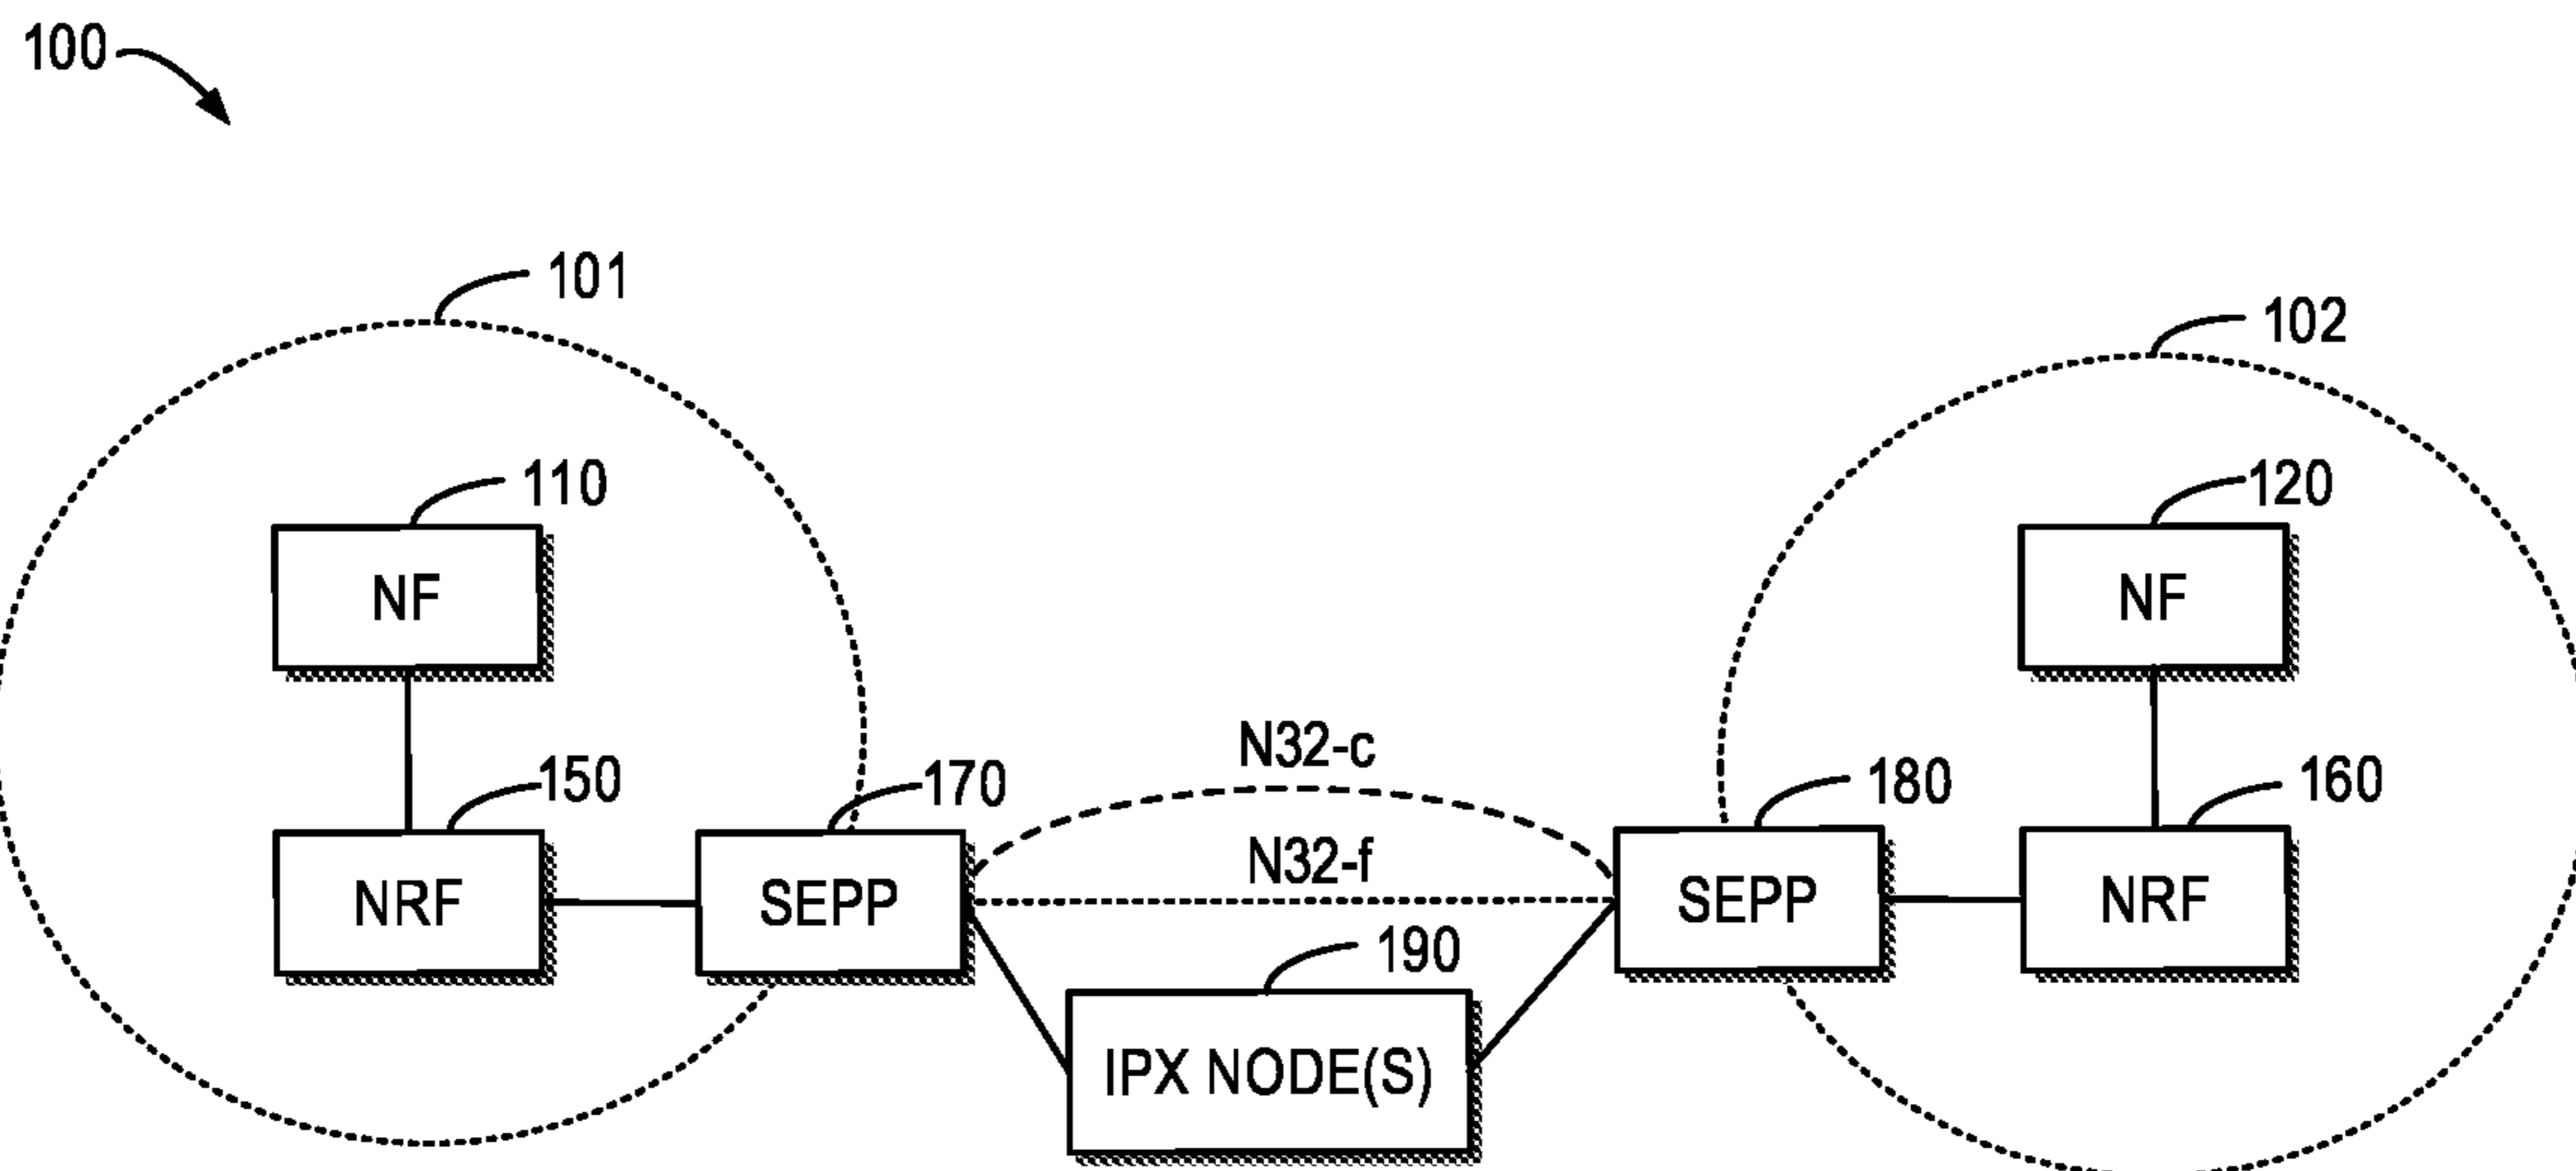 100
101
102
110
120
NF
NF
N32-c
150
170
180
160
N32-f
NRF
SEPP
SEPP
NRF
190
IPX NODE(S)